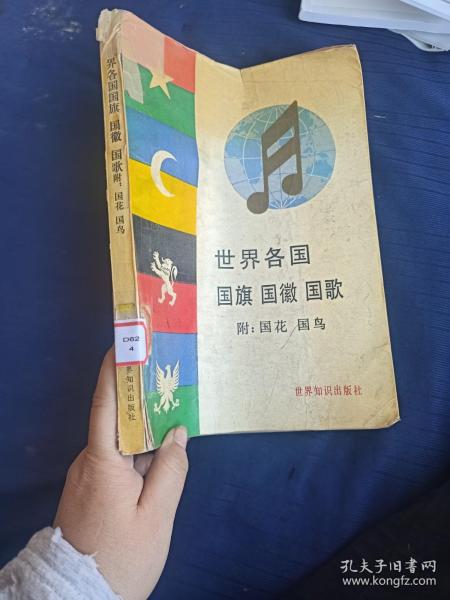 世界各国
国旗 国徽 国歌
附:国花 国鸟
世界知识出版社
界各国国旗 国徽 国歌附:国花 国鸟
D62
4
界知识出版社
孔夫子旧书网
www.kongfz.com